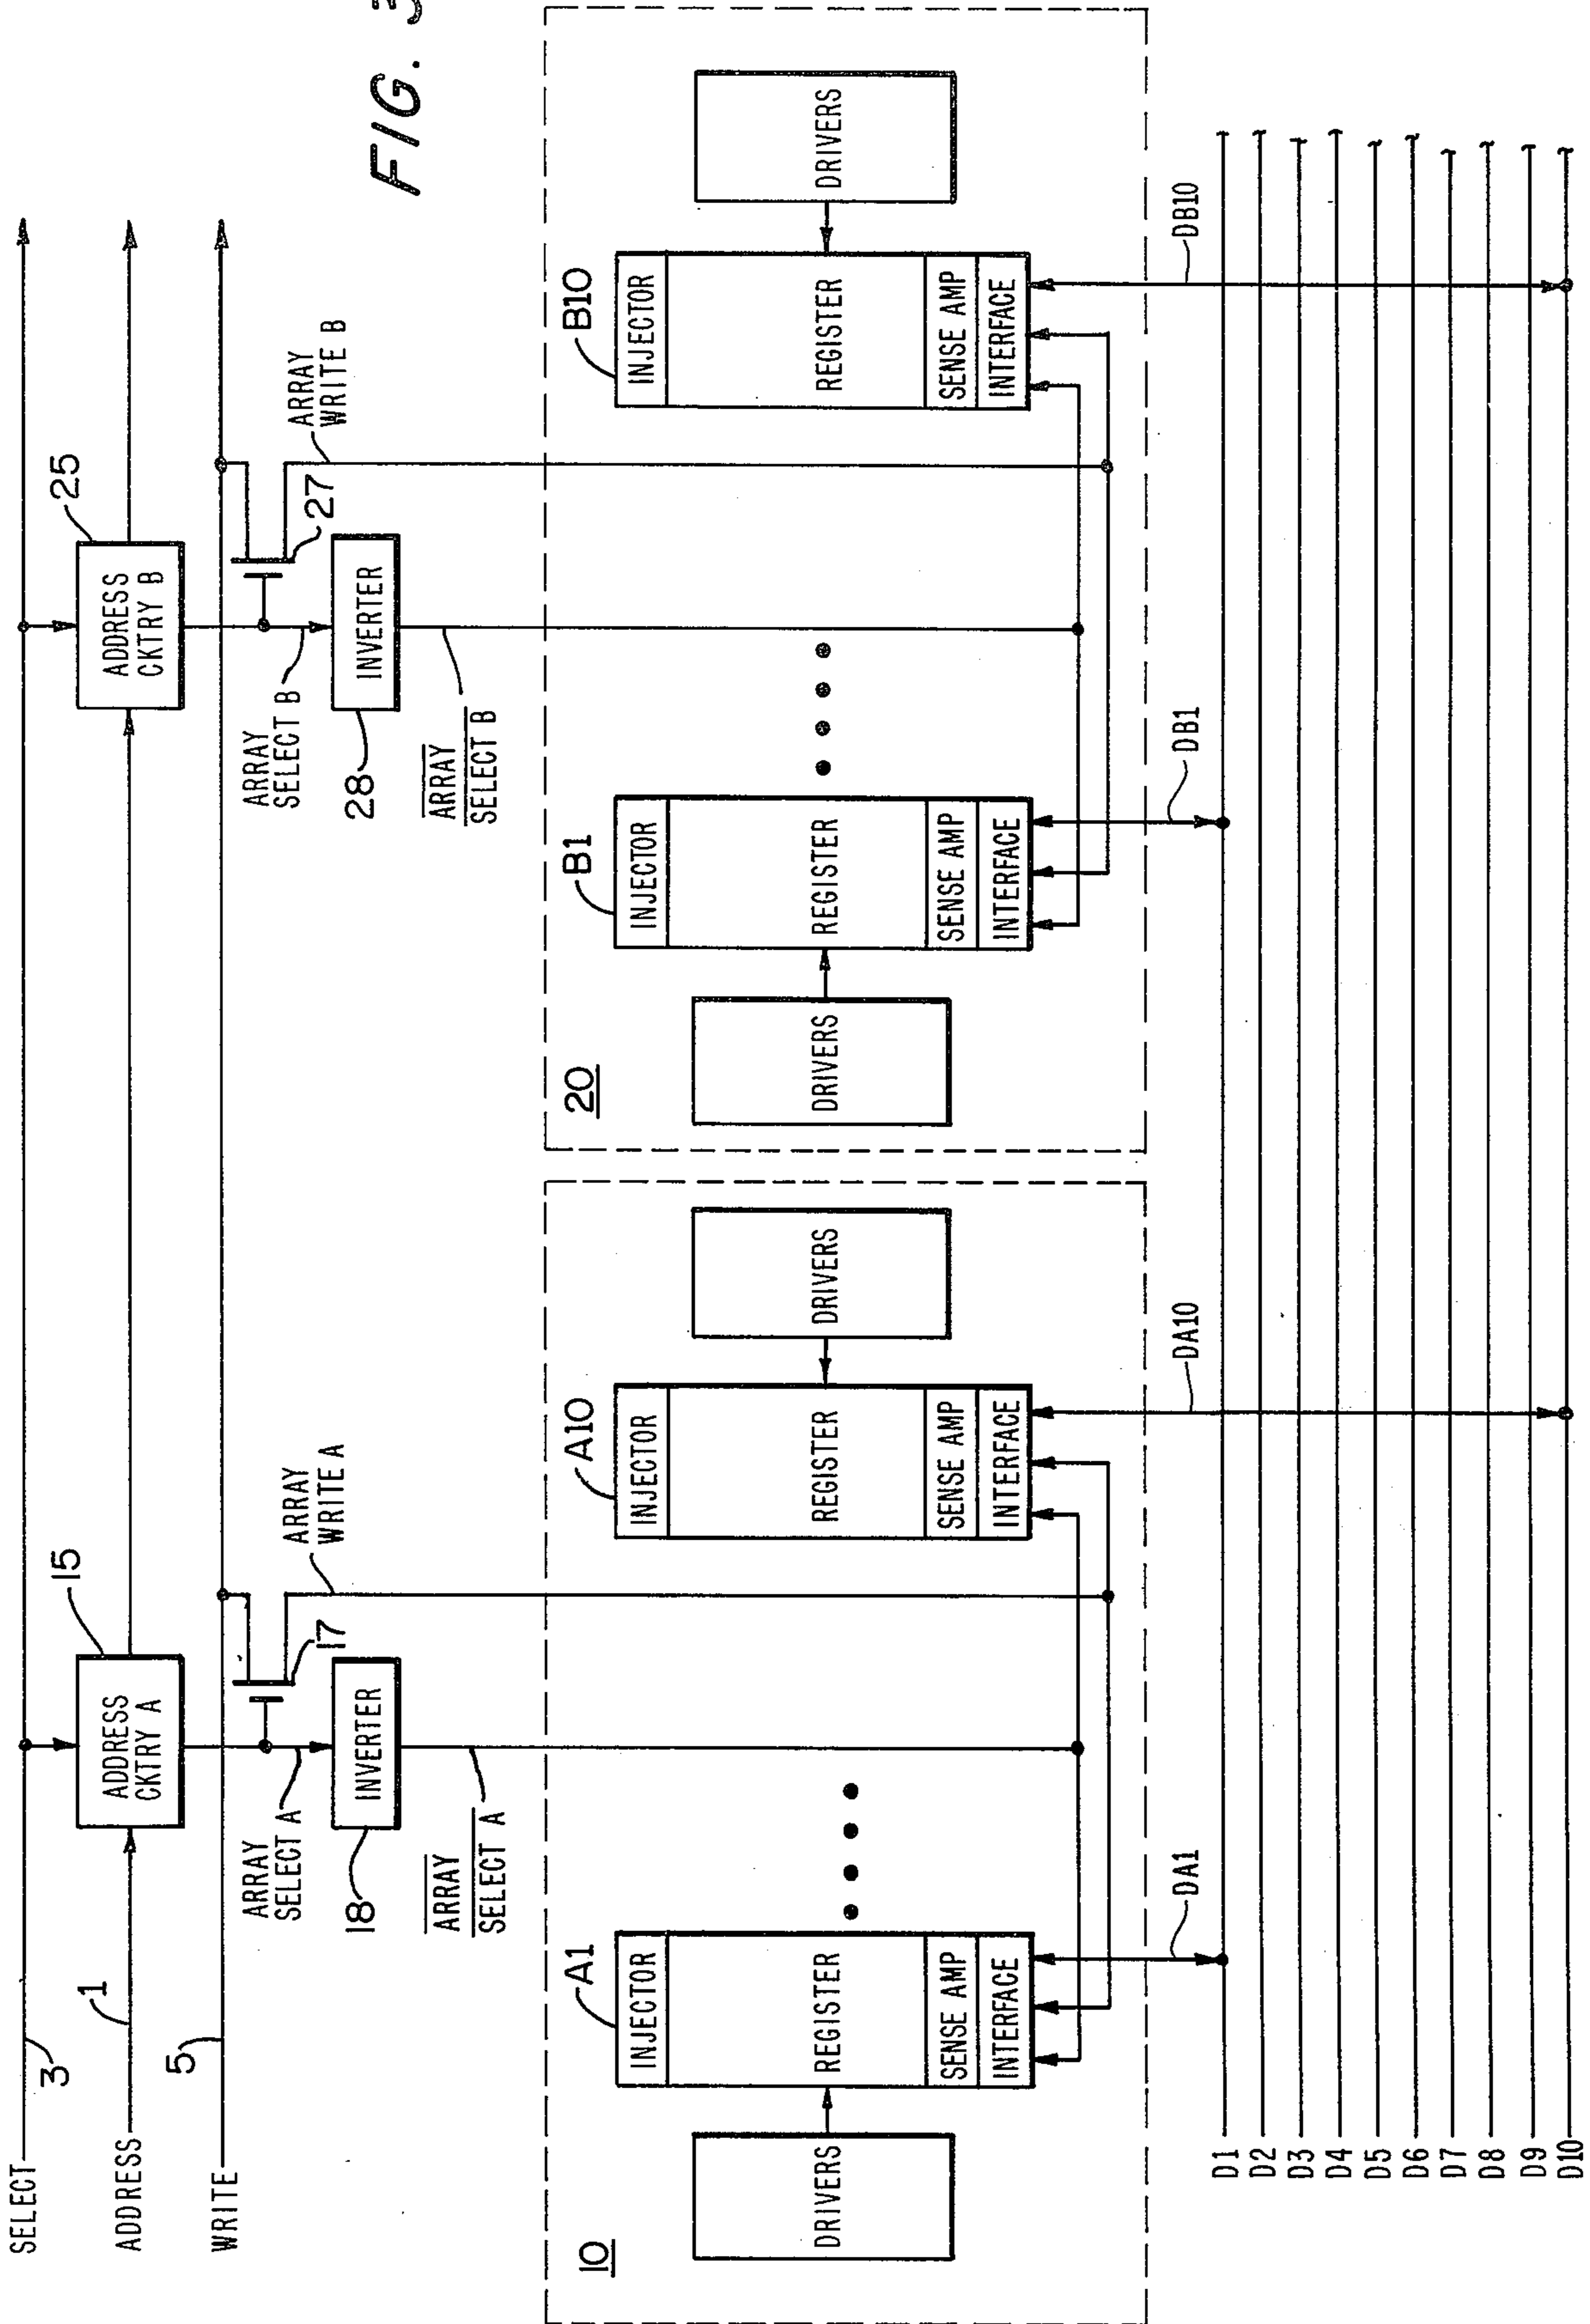 FIG. 3
SELECT
3
ADDRESS
1
WRITE
5
ADDRESS
CKTRY A
15
ARRAY
SELECT A
17
18
INVERTER
ARRAY
SELECT A
ARRAY
WRITE A
ADDRESS
CKTRY B
25
ARRAY
SELECT B
27
28
INVERTER
ARRAY
SELECT B
ARRAY
WRITE B
10
DRIVERS
A1
INJECTOR
REGISTER
SENSE AMP
INTERFACE
A10
INJECTOR
REGISTER
SENSE AMP
INTERFACE
DRIVERS
20
DRIVERS
B1
INJECTOR
REGISTER
SENSE AMP
INTERFACE
B10
INJECTOR
REGISTER
SENSE AMP
INTERFACE
DRIVERS
DA1
DA10
DB1
DB10
D1
D2
D3
D4
D5
D6
D7
D8
D9
D10